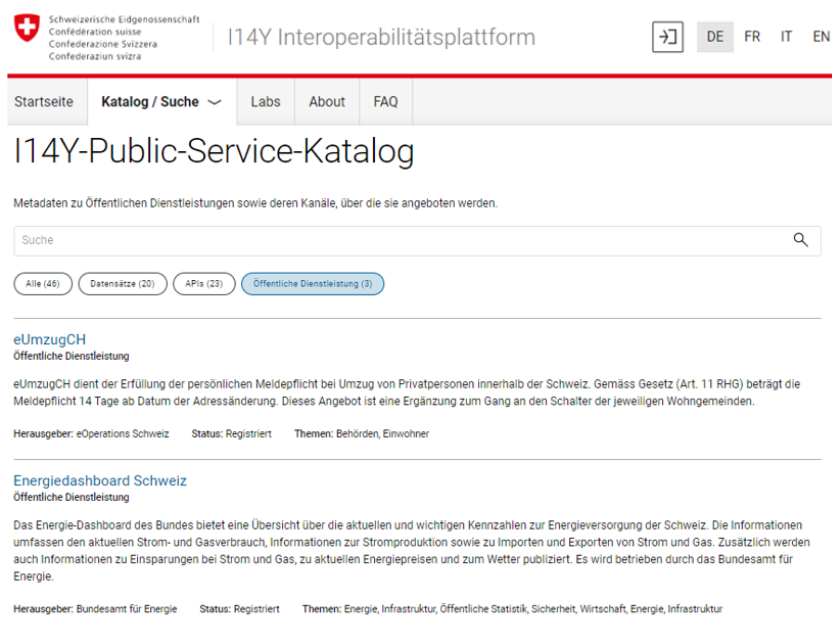 Schweizerische Eidgenossenschaft
Confédération suisse
Confederazione Svizzera
Confederaziun svizra
I14Y Interoperabilitätsplattform
DE FR IT EN
Startseite Katalog / Suche Labs About FAQ
I14Y-Public-Service-Katalog
Metadaten zu Öffentlichen Dienstleistungen sowie deren Kanäle, über die sie angeboten werden.
Suche
Alle (46) Datensätze (20) APIs (23) Öffentliche Dienstleistung (3)
eUmzugCH
Öffentliche Dienstleistung
eUmzugCH dient der Erfüllung der persönlichen Meldepflicht bei Umzug von Privatpersonen innerhalb der Schweiz. Gemäss Gesetz (Art. 11 RHG) beträgt die
Meldepflicht 14 Tage ab Datum der Adressänderung. Dieses Angebot ist eine Ergänzung zum Gang an den Schalter der jeweiligen Wohngemeinden.
Herausgeber: eOperations Schweiz Status: Registriert Themen: Behörden, Einwohner
Energiedashboard Schweiz
Öffentliche Dienstleistung
Das Energie-Dashboard des Bundes bietet eine Übersicht über die aktuellen und wichtigen Kennzahlen zur Energieversorgung der Schweiz. Die Informationen
umfassen den aktuellen Strom- und Gasverbrauch, Informationen zur Stromproduktion sowie zu Importen und Exporten von Strom und Gas. Zusätzlich werden
auch Informationen zu Einsparungen bei Strom und Gas, zu aktuellen Energiepreisen und zum Wetter publiziert. Es wird betrieben durch das Bundesamt für
Energie.
Herausgeber: Bundesamt für Energie Status: Registriert Themen: Energie, Infrastruktur, Öffentliche Statistik, Sicherheit, Wirtschaft, Energie, Infrastruktur